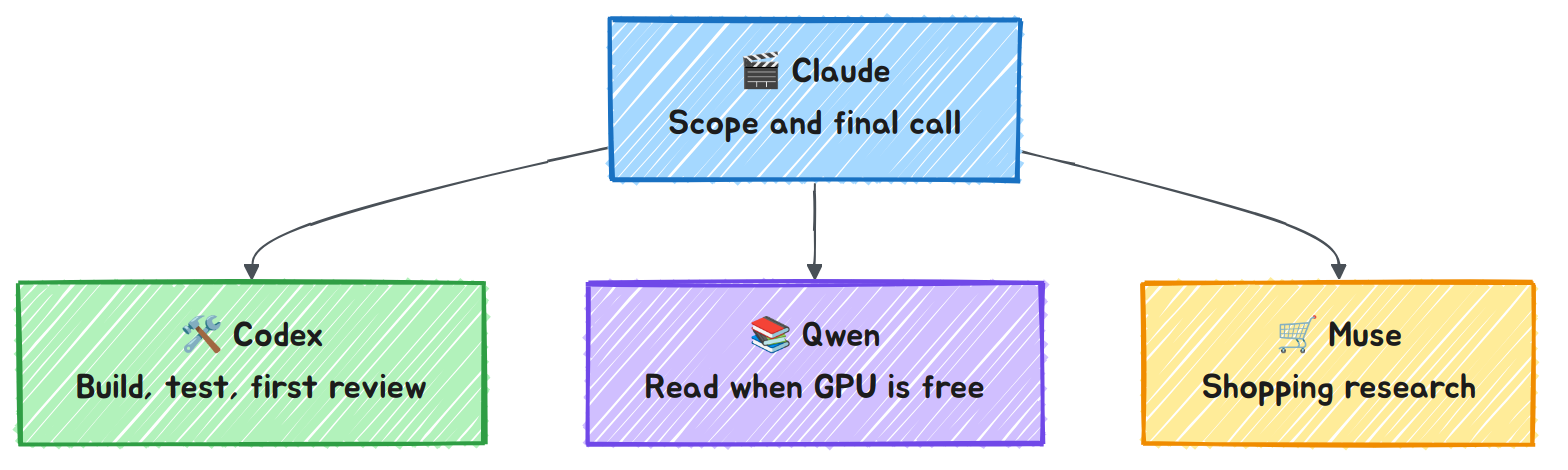 🎬 Claude
Scope and final call
🛠️ Codex
Build, test, first review
📚 Qwen
Read when GPU is free
🛒 Muse
Shopping research